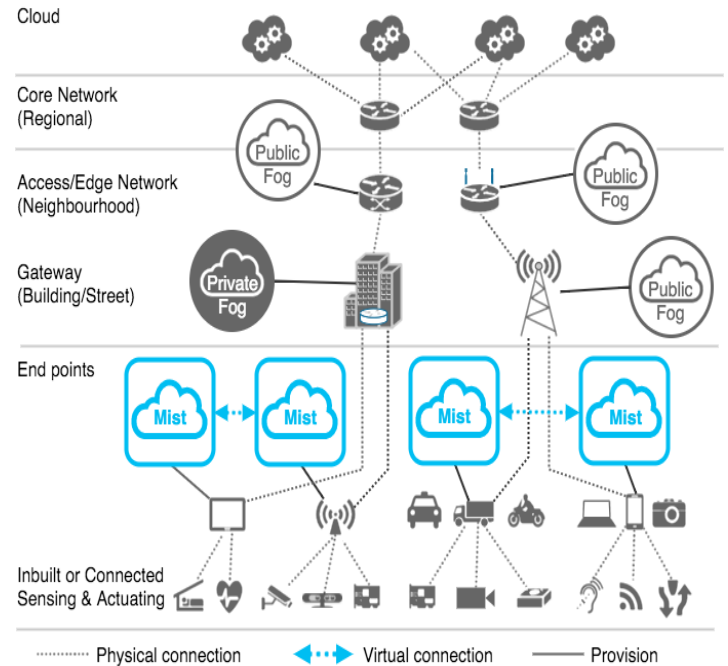 Cloud
Core Network
(Regional)
Public
Fog
Access/Edge Network
(Neighbourhood)
Public
Fog
Gateway
(Building/Street)
Private
Fog
Public
Fog
End points
Mist
Mist
Mist
Mist
Inbuilt or Connected
Sensing & Actuating
Physical connection
Virtual connection
Provision